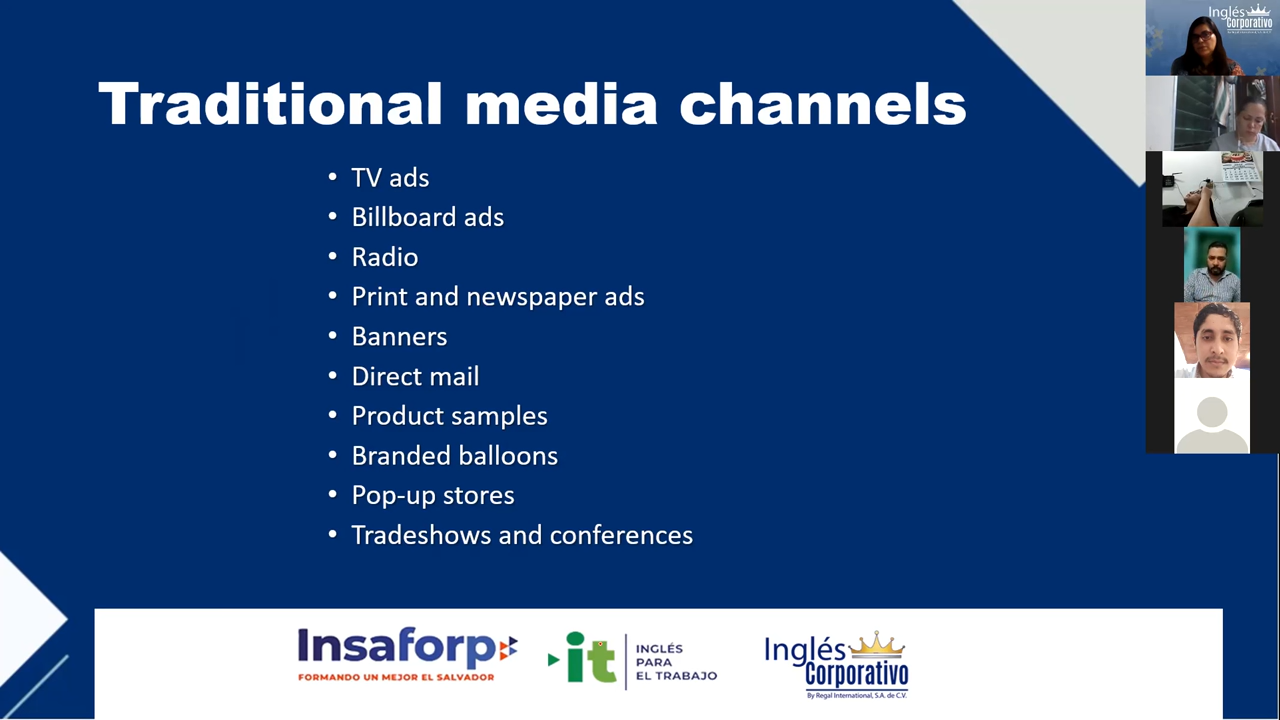 Traditional media channels
• TV ads
• Billboard ads
• Radio
• Print and newspaper ads
• Banners
• Direct mail
• Product samples
• Branded balloons
• Pop-up stores
• Tradeshows and conferences
Insaforp
FORMANDO UN MEJOR EL SALVADOR
it
INGLÉS
PARA
EL TRABAJO
Inglés
Corporativo
By Regal International, S.A. de C.V.
Inglés
Corporativo